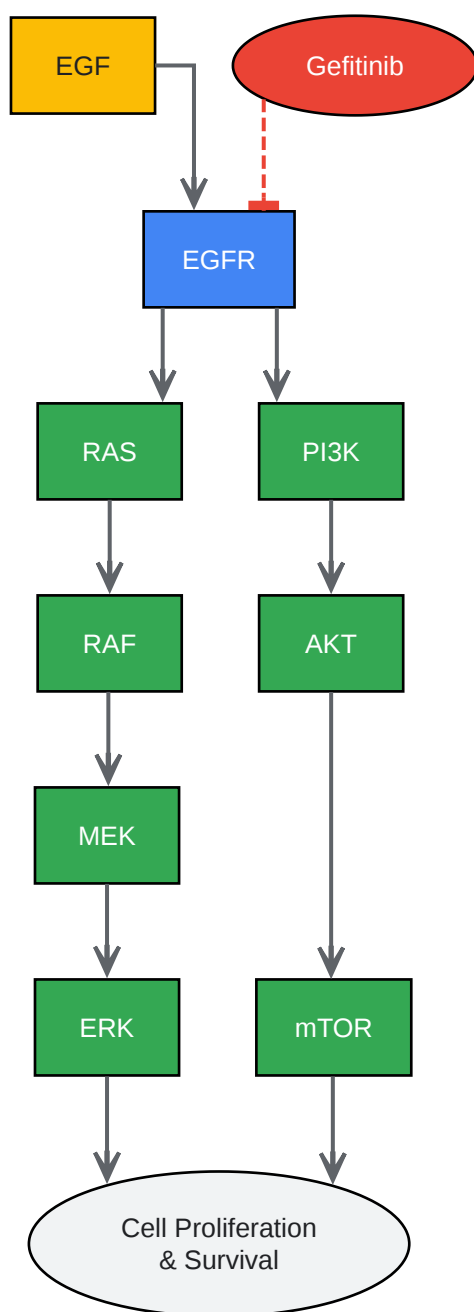 EGF
Gefitinib
EGFR
RAS
PI3K
RAF
AKT
MEK
ERK
mTOR
Cell Proliferation
& Survival